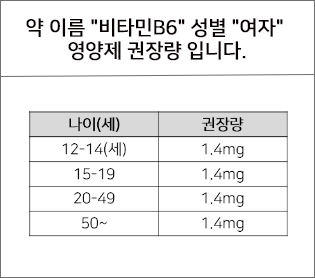 약 이름 "비타민B6" 성별 "여자"
영양제 권장량 입니다.
나이(세) 권장량
12-14(세) 1.4mg
15-19 1.4mg
20-49 1.4mg
50~ 1.4mg